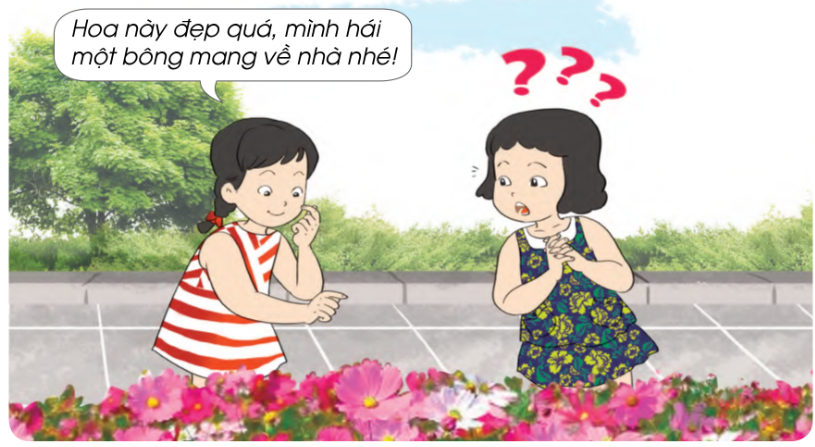 Hoa này đẹp quá, mình hái
một bông mang về nhà nhé!
???